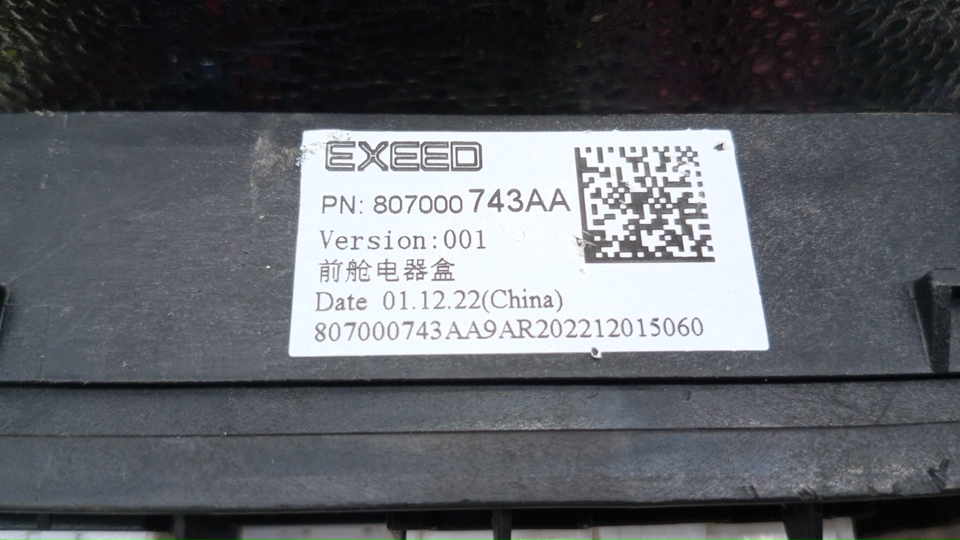 EXEED
PN: 807000743AA
Version:001
前舱电器盒
Date 01.12.22(China)
807000743AA9AR202212015060